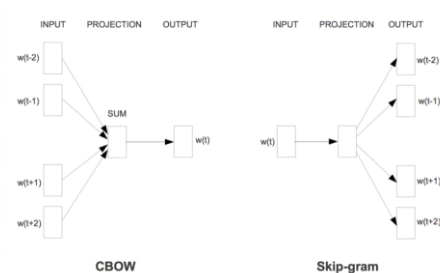 INPUT PROJECTION OUTPUT
w(t-2)
w(t-1)
SUM
w(t)
w(t+1)
w(t+2)
CBOW
INPUT PROJECTION OUTPUT
w(t-2)
w(t-1)
w(t)
w(t+1)
w(t+2)
Skip-gram